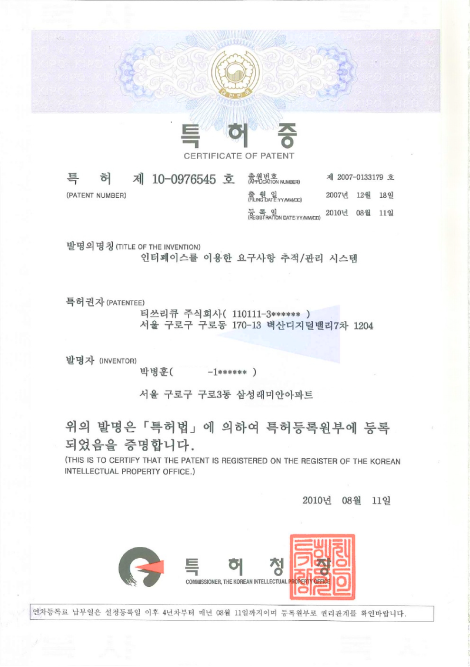 특허증
CERTIFICATE OF PATENT
특 허 제 10-0976545 호
(PATENT NUMBER)
출원번호 제 2007-0133179 호
(APPLICATION NUMBER)
출원일 2007년 12월 18일
(FILING DATE:YY/MM/DD)
등록일 2010년 08월 11일
(REGISTRATION DATE:YY/MM/DD)
발명의명칭 (TITLE OF THE INVENTION)
인터페이스를 이용한 요구사항 추적/관리 시스템
특허권자 (PATENTEE)
티쓰리큐 주식회사( 110111-3****** )
서울 구로구 구로동 170-13 벽산디지털밸리7차 1204
발명자 (INVENTOR)
박병훈( -1****** )
서울 구로구 구로3동 삼성래미안아파트
위의 발명은 「특허법」에 의하여 특허등록원부에 등록
되었음을 증명합니다.
(THIS IS TO CERTIFY THAT THE PATENT IS REGISTERED ON THE REGISTER OF THE KOREAN
INTELLECTUAL PROPERTY OFFICE.)
2010년 08월 11일
특허청장
COMMISSIONER, THE KOREAN INTELLECTUAL PROPERTY OFFICE
연차등록료 납부일은 설정등록일 이후 4년차부터 매년 08월 11일까지이며 등록원부로 권리관계를 확인바랍니다.